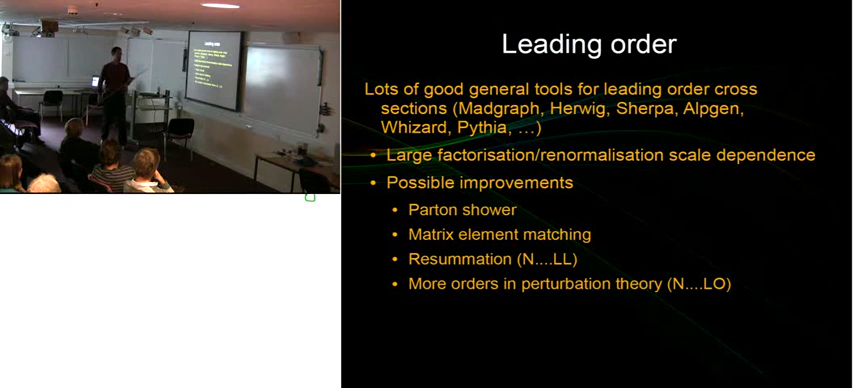 Leading order
Lots of good general tools for leading order cross
sections (Madgraph, Herwig, Sherpa, Alpgen,
Whizard, Pythia, …)
• Large factorisation/renormalisation scale dependence
• Possible improvements
• Parton shower
• Matrix element matching
• Resummation (N....LL)
• More orders in perturbation theory (N....LO)